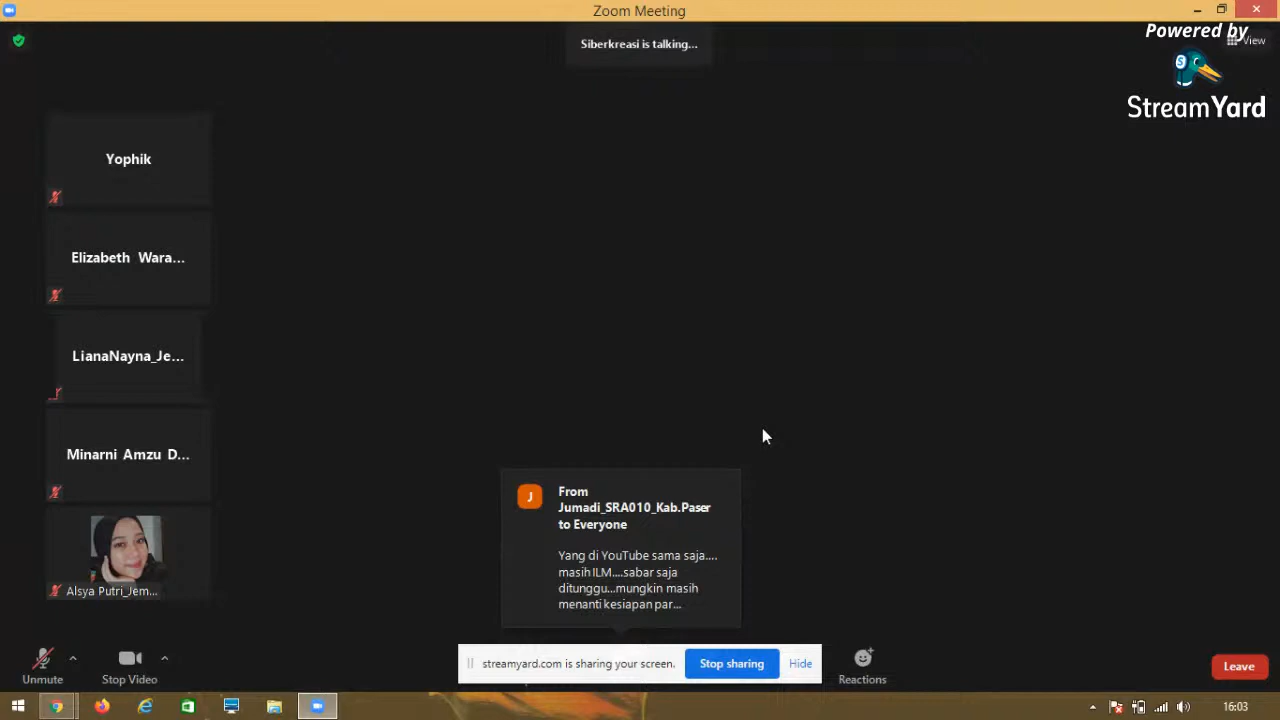 Zoom Meeting
Siberkreasi is talking...
Powered by
View
StreamYard
Yophik
Elizabeth Wara...
LianaNayna_Je...
Minarni Amzu D...
Alsya Putri_Jem...
J
From
Jumadi_SRA010_Kab.Paser
to Everyone
Yang di YouTube sama saja....
masih ILM....sabar saja
ditunggu...mungkin masih
menanti kesiapan par...
streamyard.com is sharing your screen.
Stop sharing
Hide
Unmute
Stop Video
Reactions
Leave
16:03